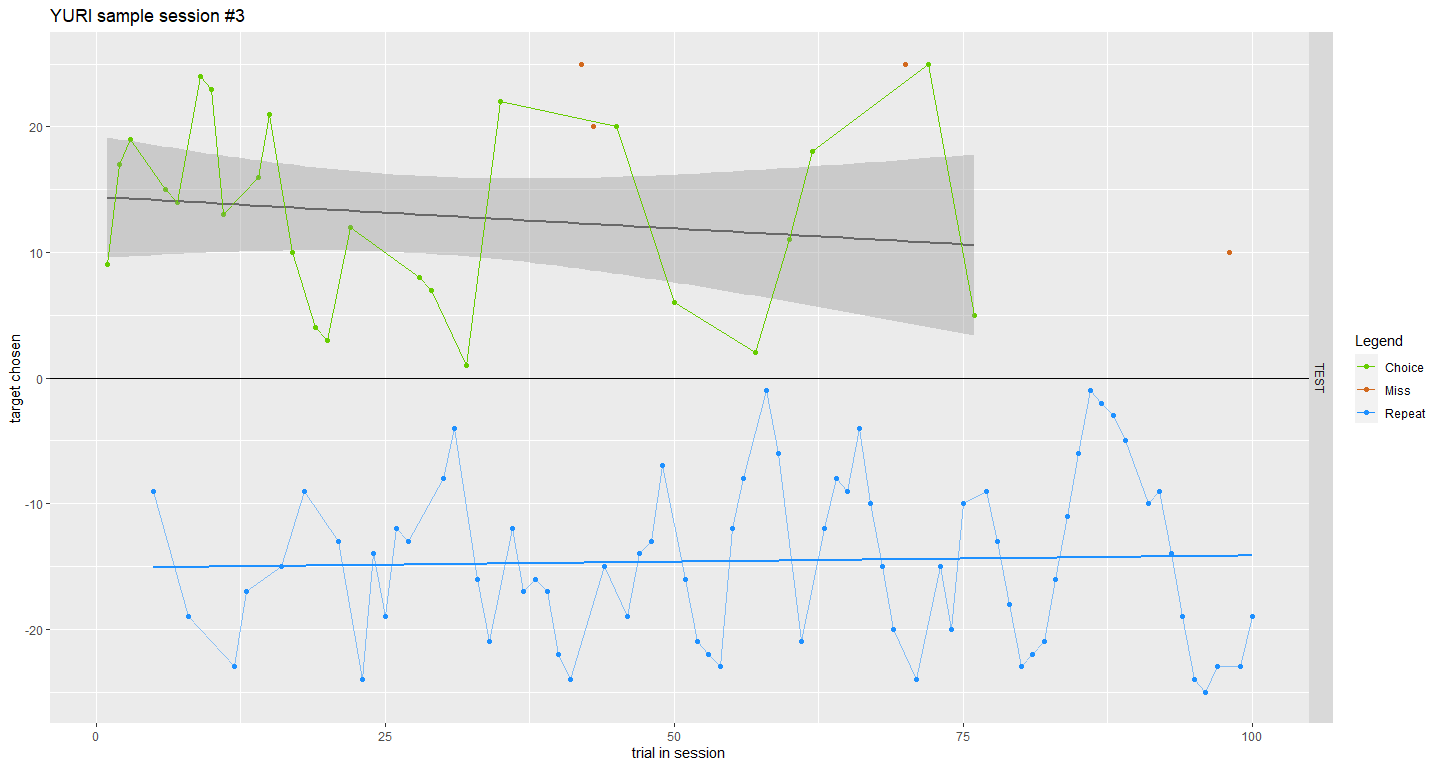 YURI sample session #3
20
10
0
-10
-20
target chosen
0
25
50
75
100
trial in session
TEST
Legend
Choice
Miss
Repeat